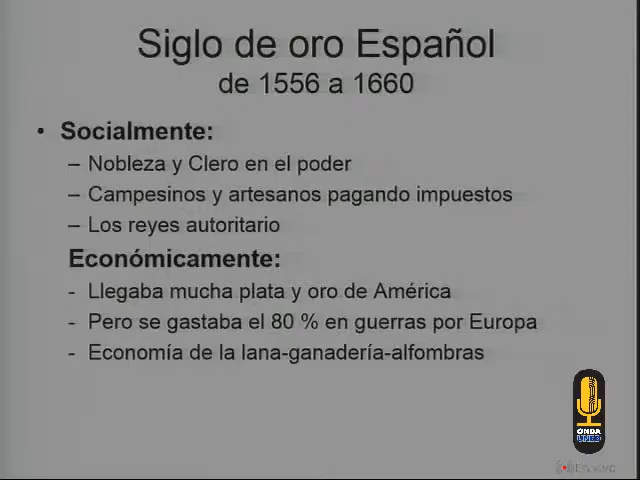 Siglo de oro Español
de 1556 a 1660
• Socialmente:
– Nobleza y Clero en el poder
– Campesinos y artesanos pagando impuestos
– Los reyes autoritario
Económicamente:
- Llegaba mucha plata y oro de América
- Pero se gastaba el 80 % en guerras por Europa
- Economía de la lana-ganadería-alfombras
ONDA
UNED